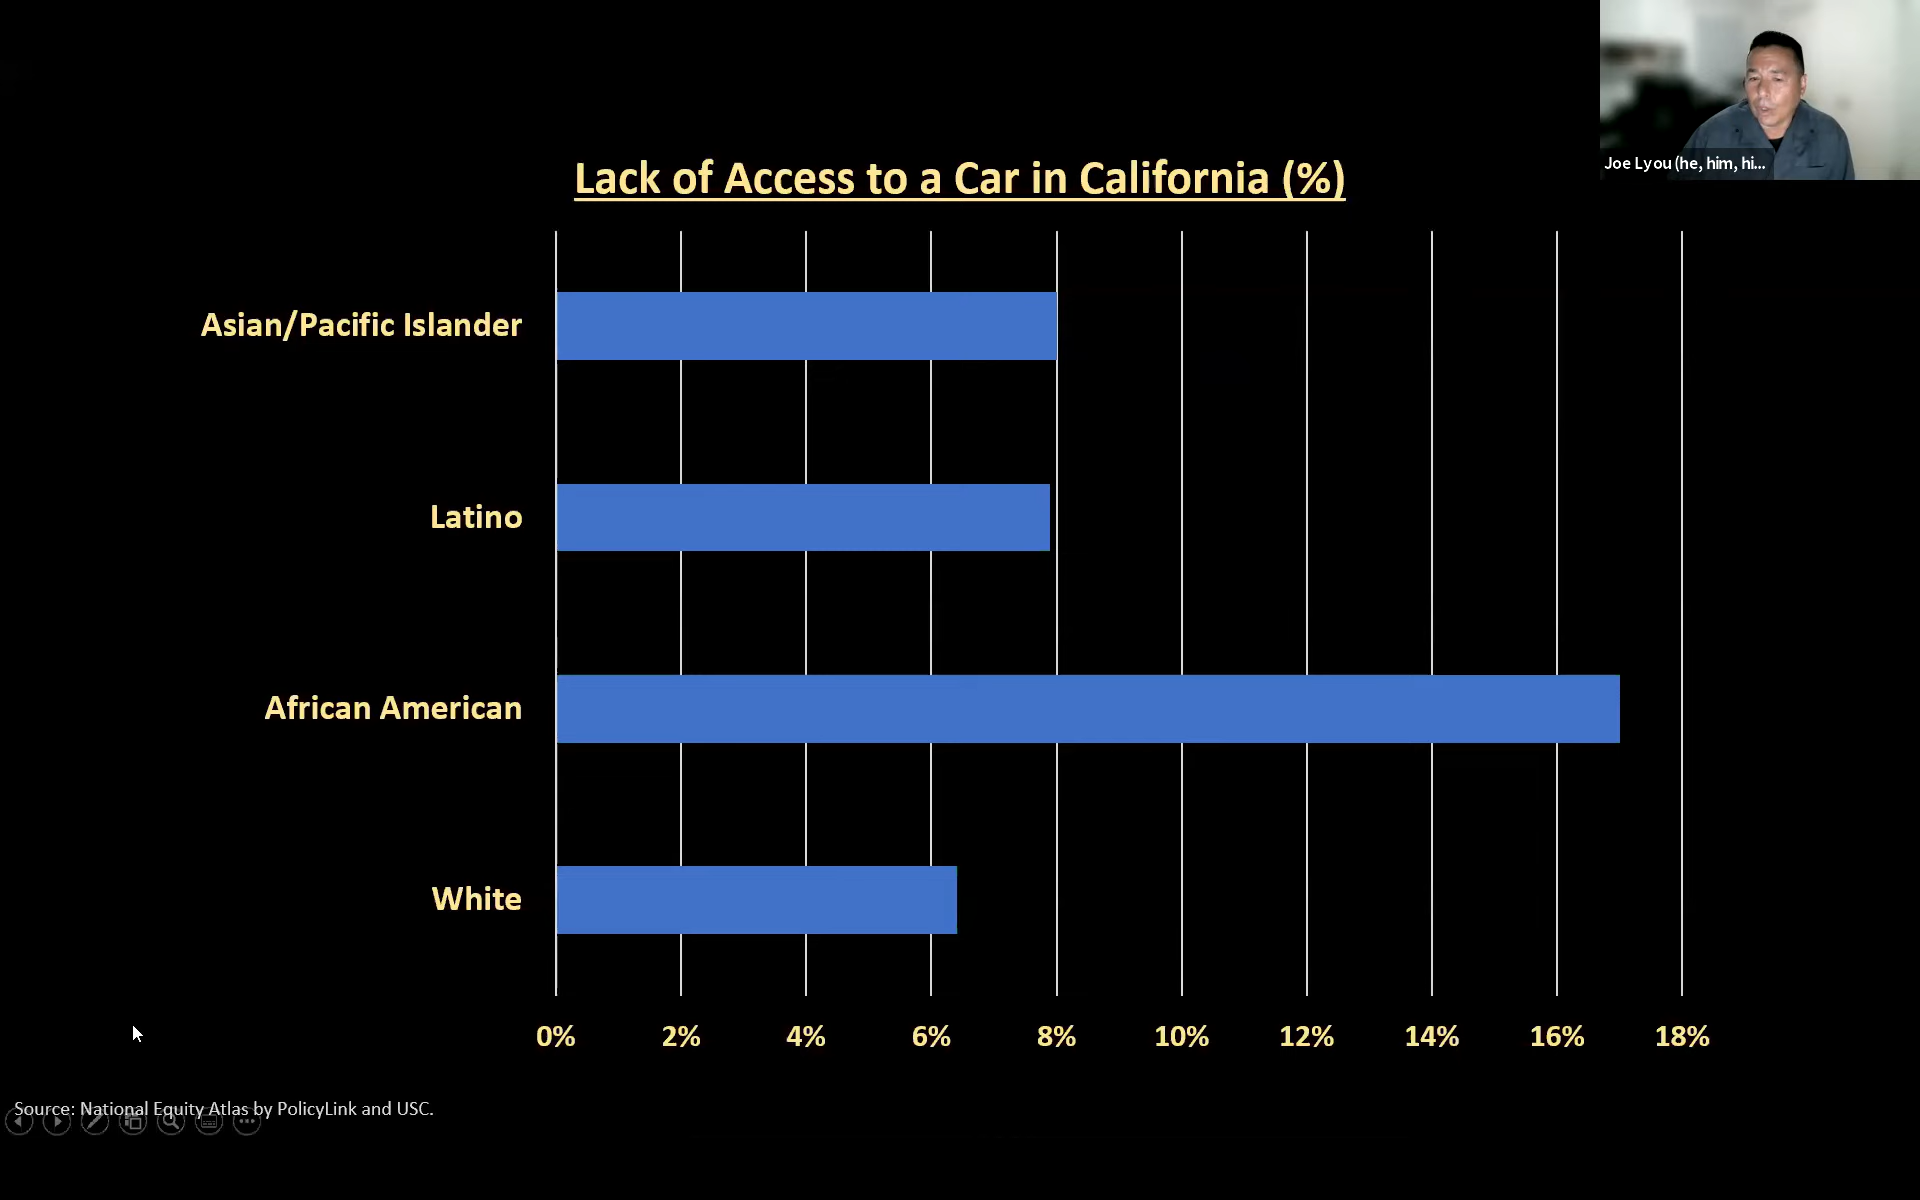 Joe Lyou (he, him, hi...
Lack of Access to a Car in California (%)
Asian/Pacific Islander
Latino
African American
White
0% 2% 4% 6% 8% 10% 12% 14% 16% 18%
Source: National Equity Atlas by PolicyLink and USC.